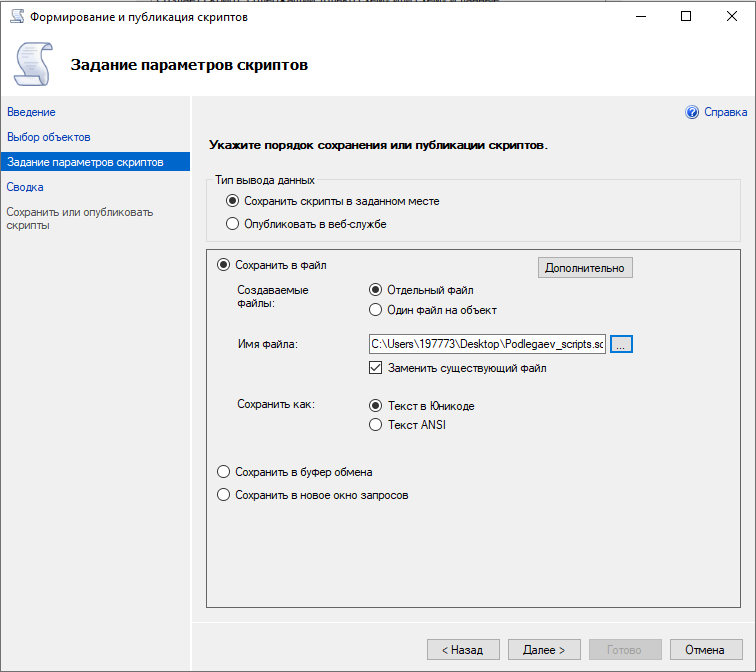 Формирование и публикация скриптов
Задание параметров скриптов
Введение
Выбор объектов
Задание параметров скриптов
Сводка
Сохранить или опубликовать
скрипты
Справка
Укажите порядок сохранения или публикации скриптов.
Тип вывода данных
Сохранить скрипты в заданном месте
Опубликовать в веб-службе
Сохранить в файл
Дополнительно
Создаваемые
файлы:
Отдельный файл
Один файл на объект
Имя файла:
C:\Users\197773\Desktop\Podlegaev_scripts.sc
...
Заменить существующий файл
Сохранить как:
Текст в Юникоде
Текст ANSI
Сохранить в буфер обмена
Сохранить в новое окно запросов
< Назад
Далее >
Готово
Отмена